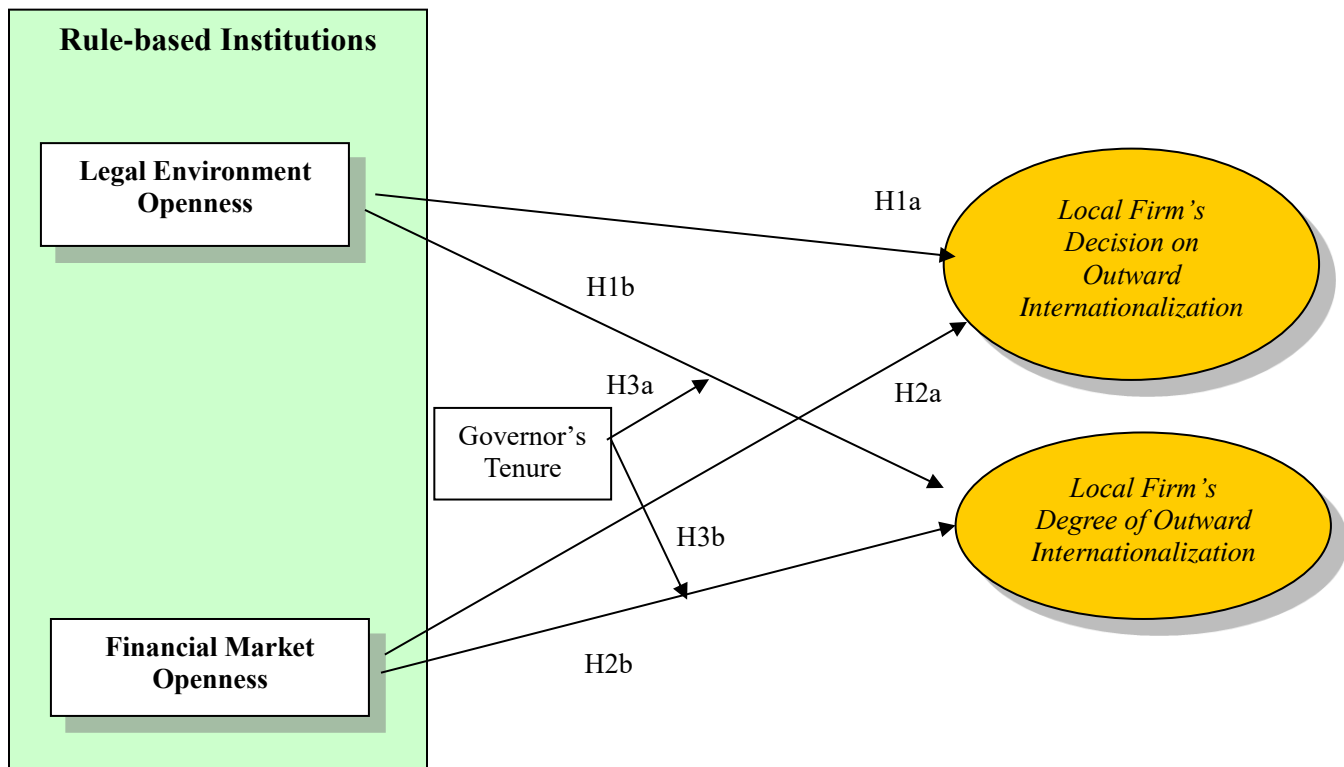 Rule-based Institutions
Legal Environment
Openness
H1a
Local Firm’s
Decision on
Outward
Internationalization
H1b
H3a
H2a
Governor’s
Tenure
Local Firm’s
Degree of Outward
Internationalization
H3b
Financial Market
Openness
H2b